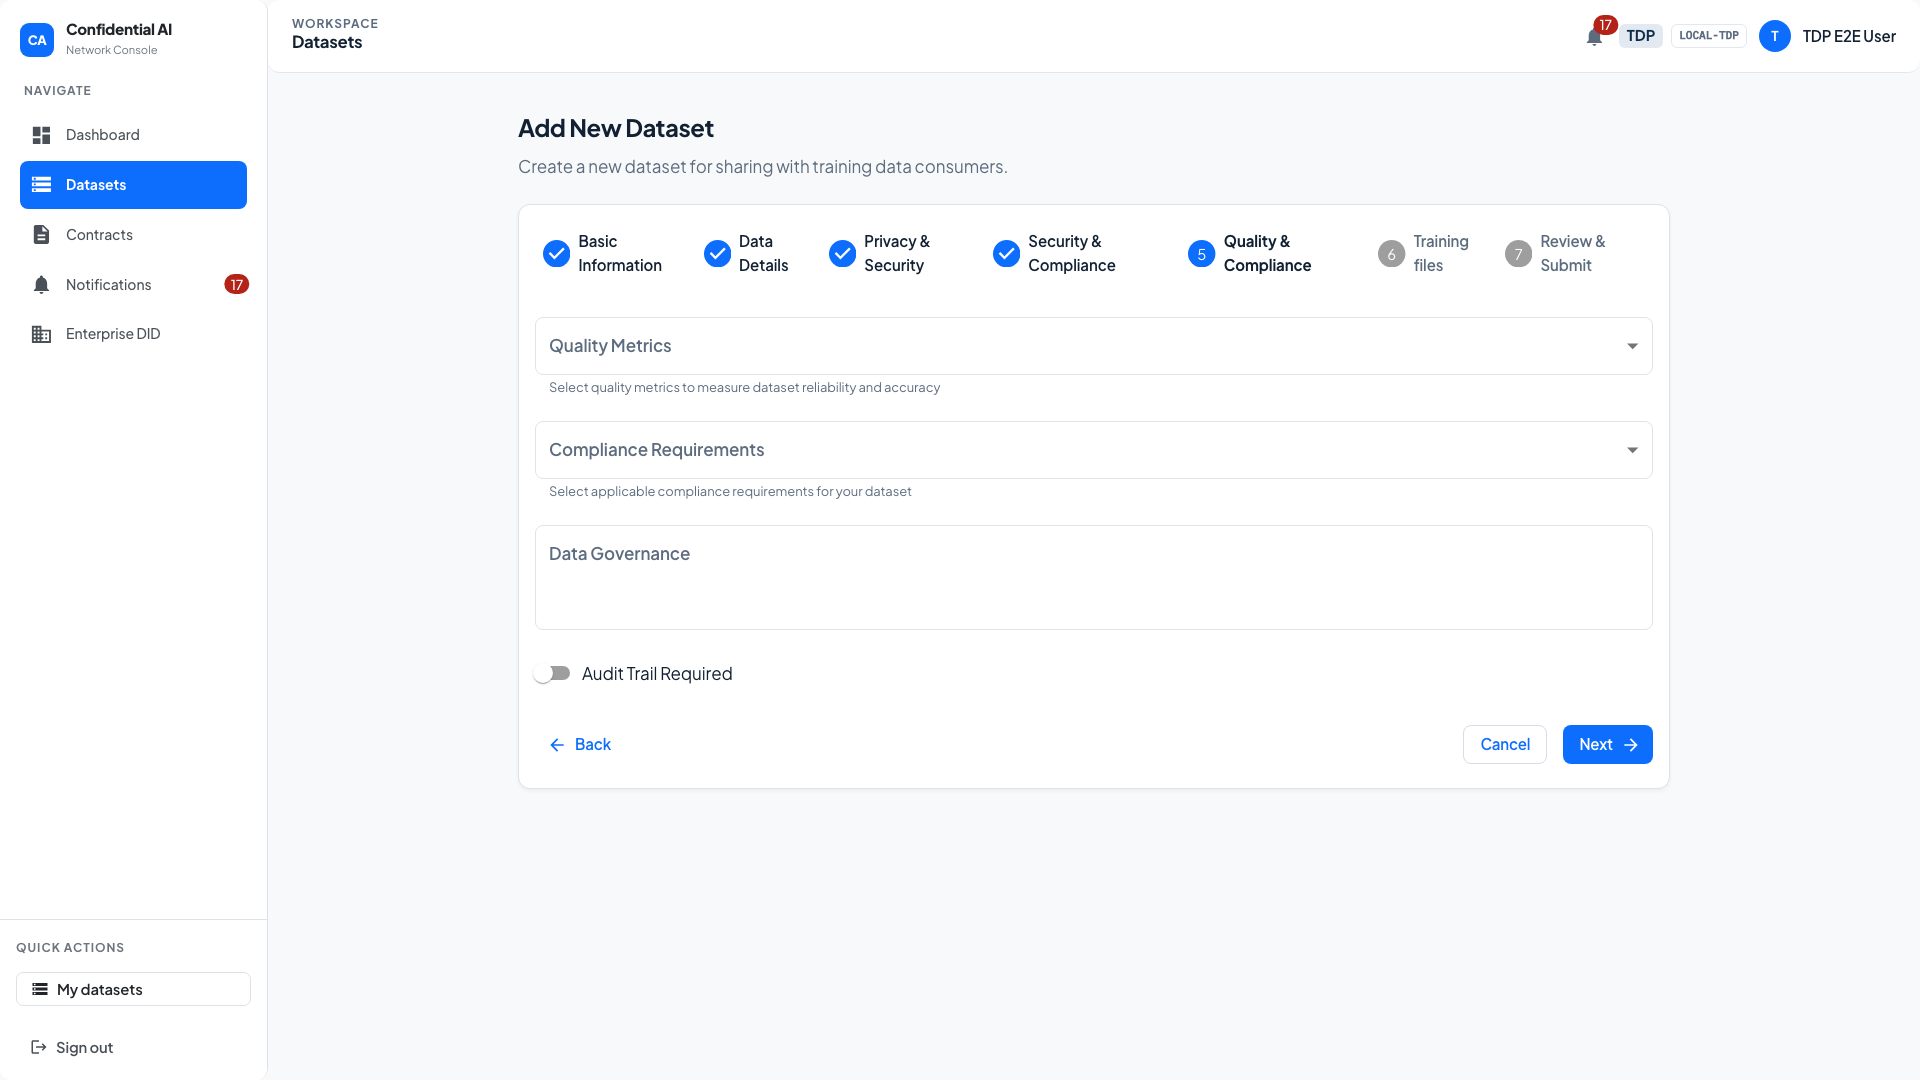 CA
Confidential AI
Network Console
NAVIGATE
Dashboard
Datasets
Contracts
Notifications
17
Enterprise DID
QUICK ACTIONS
My datasets
Sign out
WORKSPACE
Datasets
17
TDP
LOCAL-TDP
T
TDP E2E User
Add New Dataset
Create a new dataset for sharing with training data consumers.
Basic
Information
Data
Details
Privacy &
Security
Security &
Compliance
5
Quality &
Compliance
6
Training
files
7
Review &
Submit
Quality Metrics
Select quality metrics to measure dataset reliability and accuracy
Compliance Requirements
Select applicable compliance requirements for your dataset
Data Governance
Audit Trail Required
Back
Cancel
Next